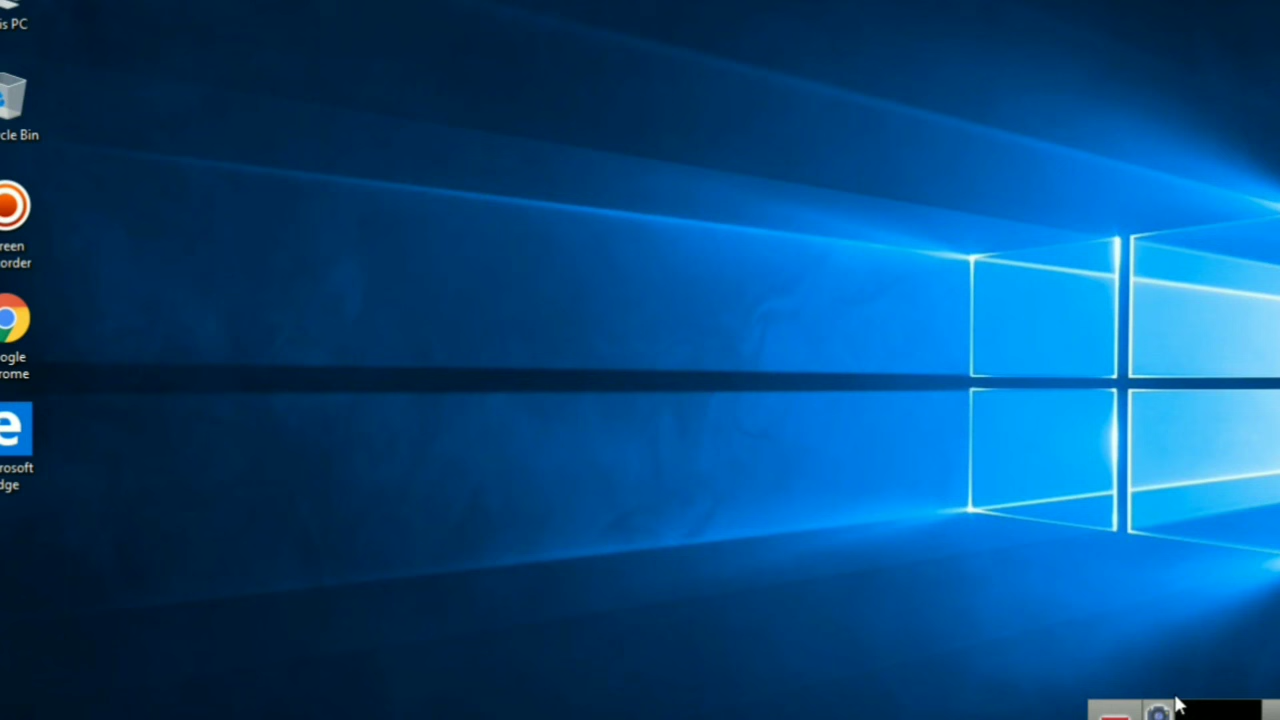 is PC
cle Bin
reen
order
ogle
rome
rosoft
dge